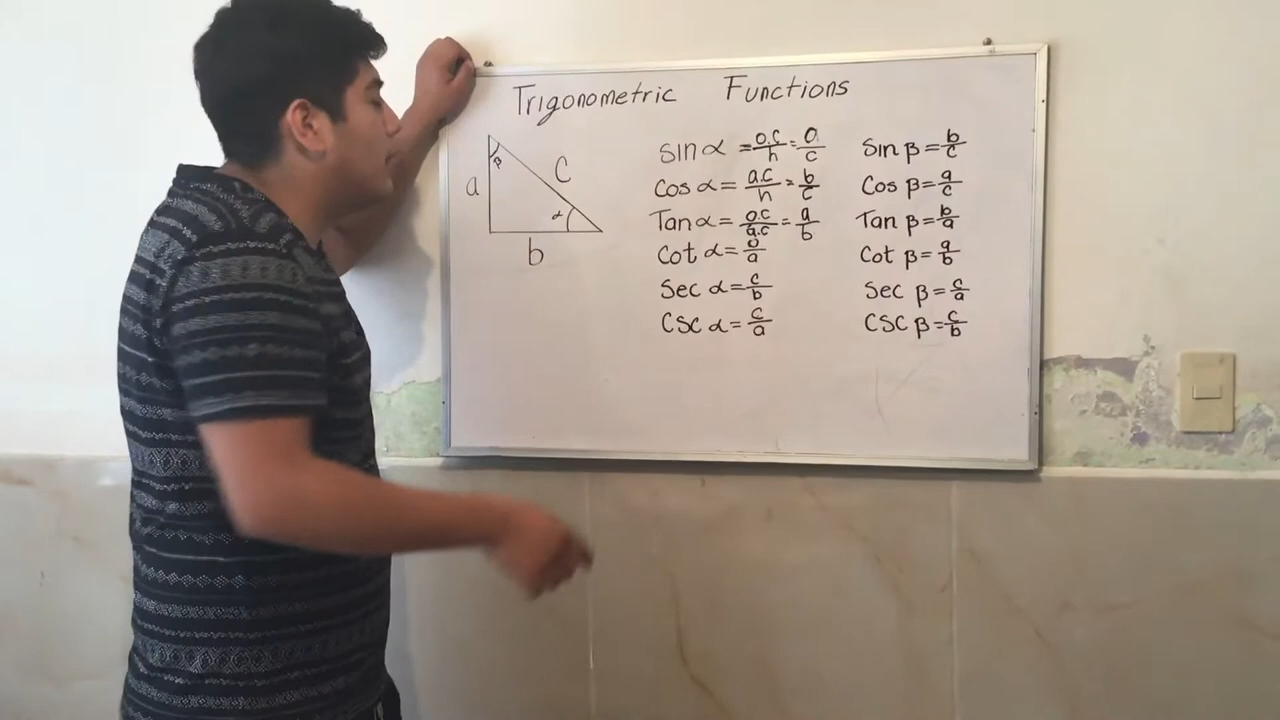 Trigonometric Functions
β
a
C
α
b
sin α = o.c/h = a/c
Cos α = a.c/h = b/c
Tan α = o.c/a.c = a/b
Cot α = b/a
Sec α = c/b
CSC α = c/a
Sin β = b/c
Cos β = a/c
Tan β = b/a
Cot β = a/b
Sec β = c/a
CSC β = c/b